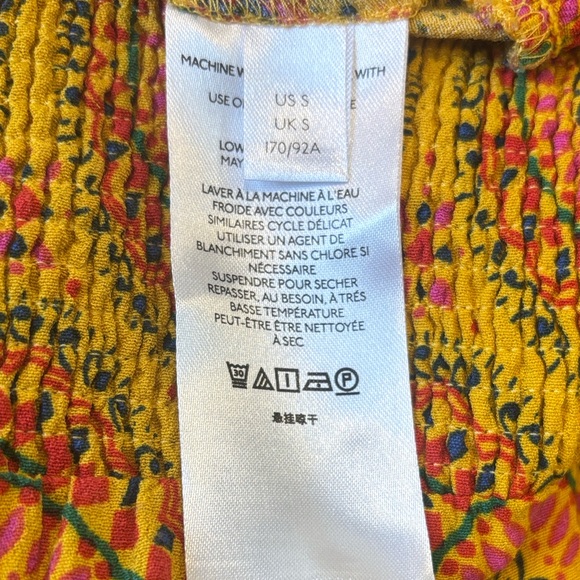 MACHINE WITH
USE O E
US S
UK S
170/92A
LOW
MAY
LAVER À LA MACHINE À L'EAU
FROIDE AVEC COULEURS
SIMILAIRES CYCLE DÉLICAT
UTILISER UN AGENT DE
BLANCHIMENT SANS CHLORE SI
NÉCESSAIRE
SUSPENDRE POUR SECHER
REPASSER, AU BESOIN, À TRÉS
BASSE TEMPÉRATURE
PEUT-ÊTRE ÊTRE NETTOYÉE
À SEC
30
P
悬挂晾干